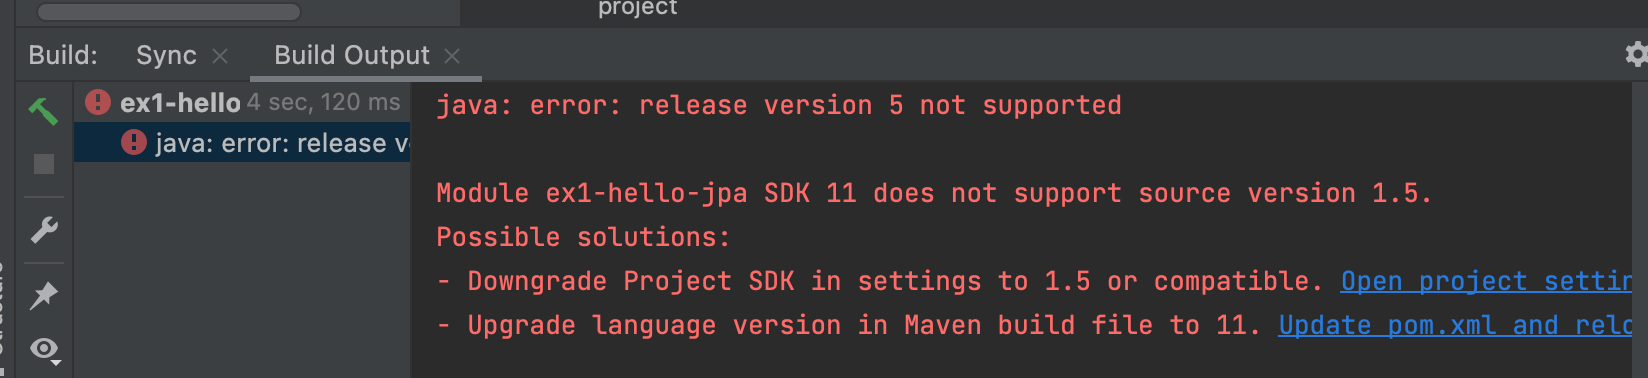 project
Build:
Sync
Build Output
ex1-hello 4 sec, 120 ms
java: error: release v
java: error: release version 5 not supported
Module ex1-hello-jpa SDK 11 does not support source version 1.5.
Possible solutions:
- Downgrade Project SDK in settings to 1.5 or compatible. Open project settin
- Upgrade language version in Maven build file to 11. Update pom.xml and relo